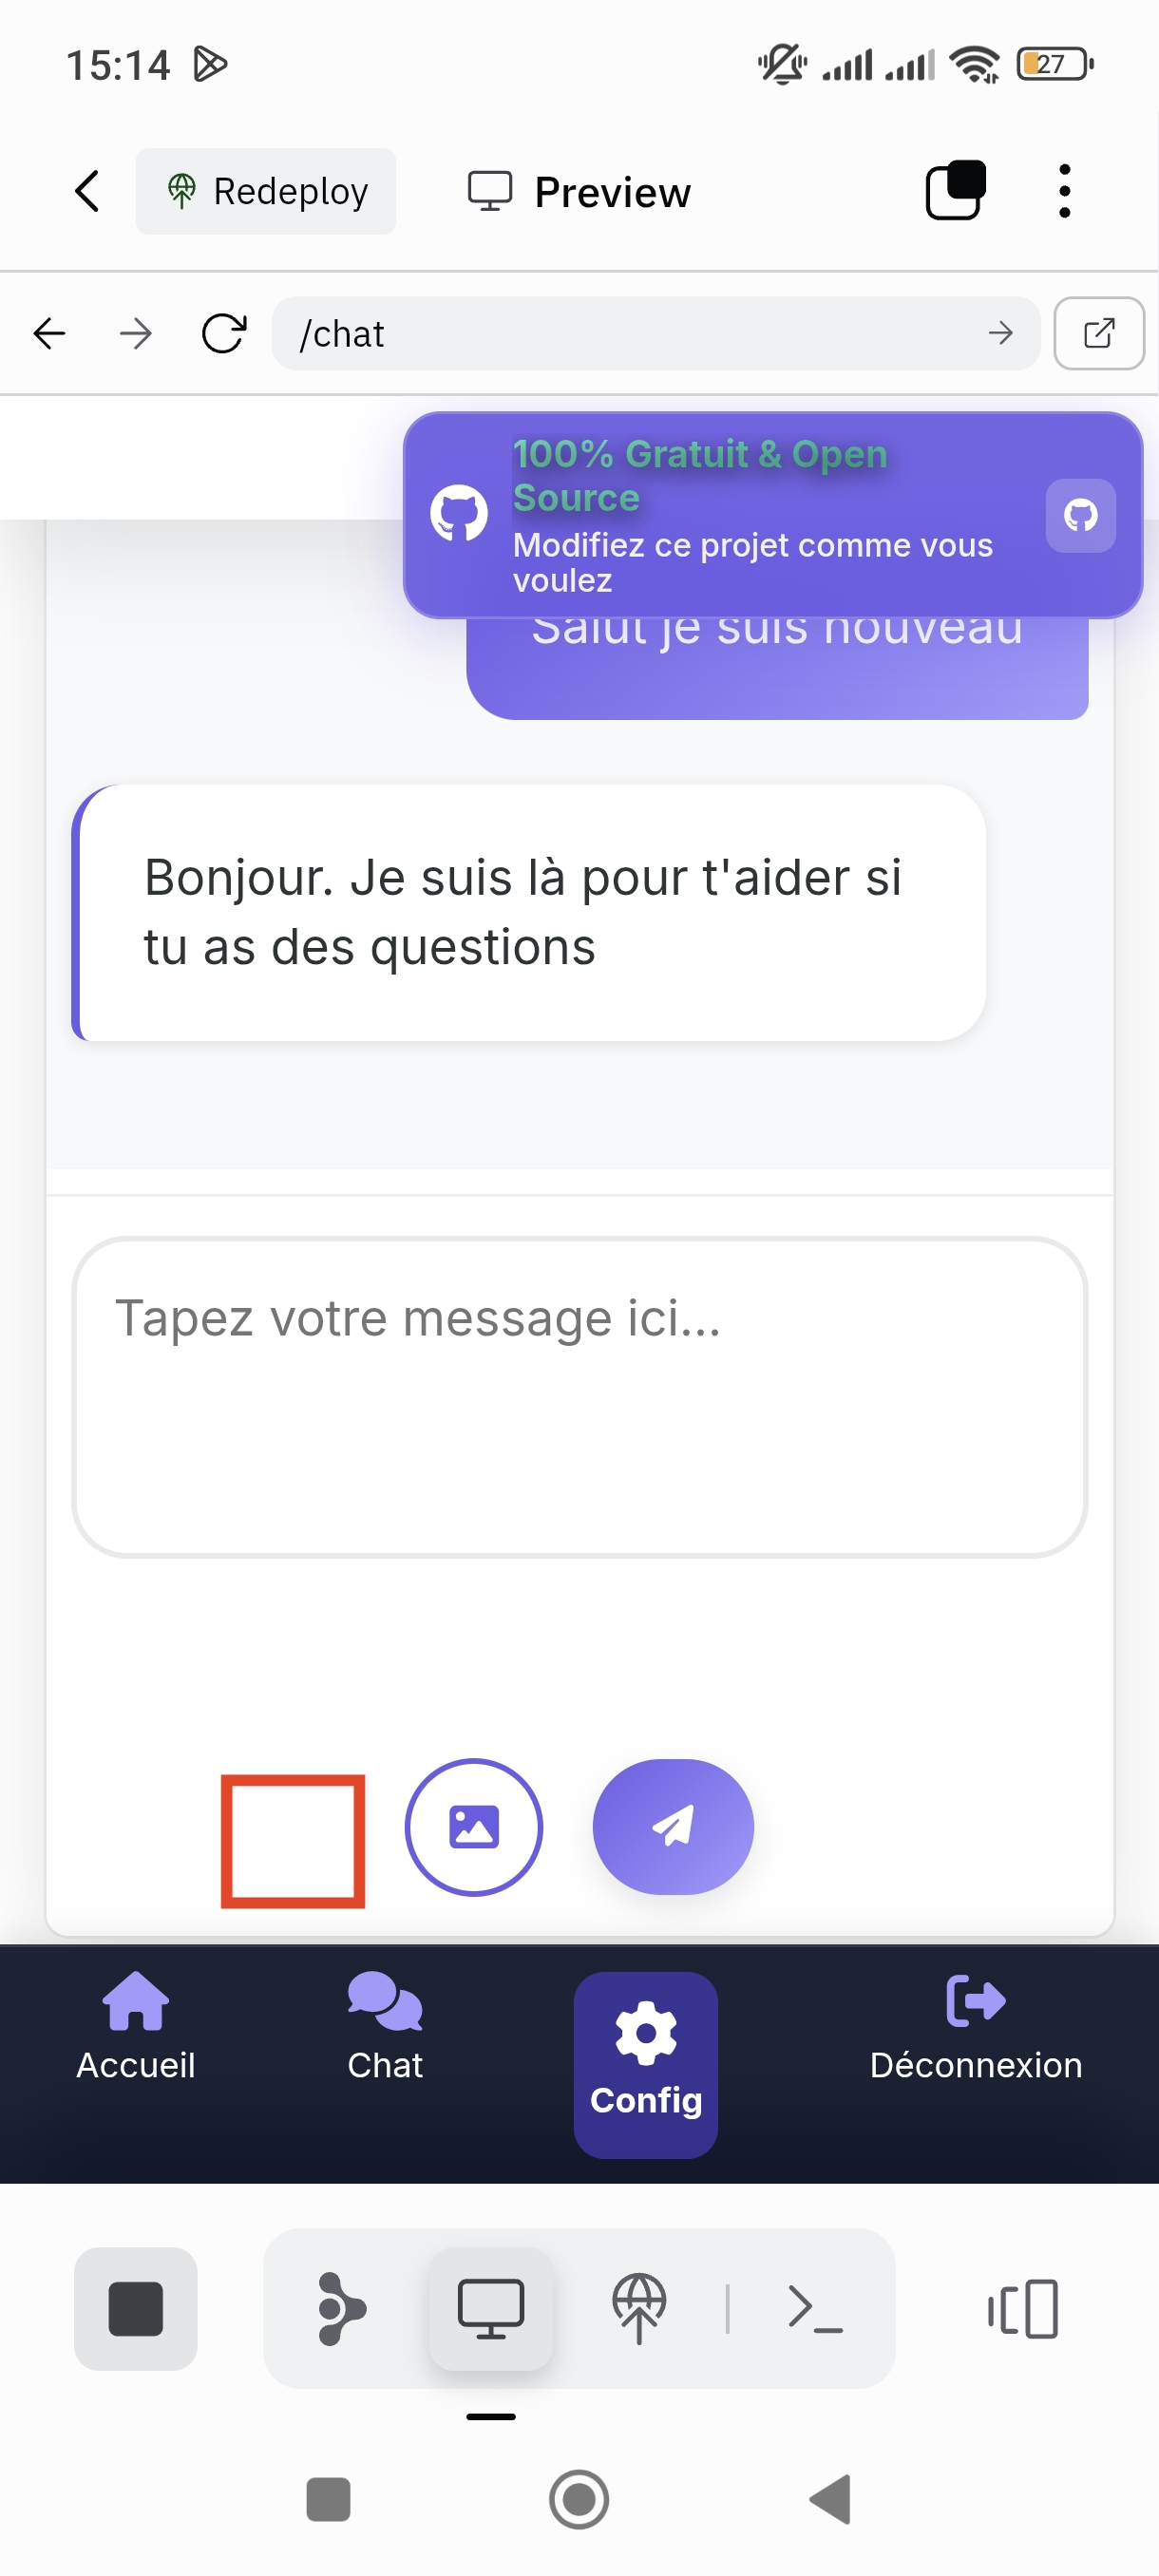 15:14
27
Redeploy
Preview
/chat
100% Gratuit & Open
Source
Modifiez ce projet comme vous
voulez
Salut je suis nouveau
Bonjour. Je suis là pour t'aider si
tu as des questions
Tapez votre message ici...
Accueil
Chat
Config
Déconnexion